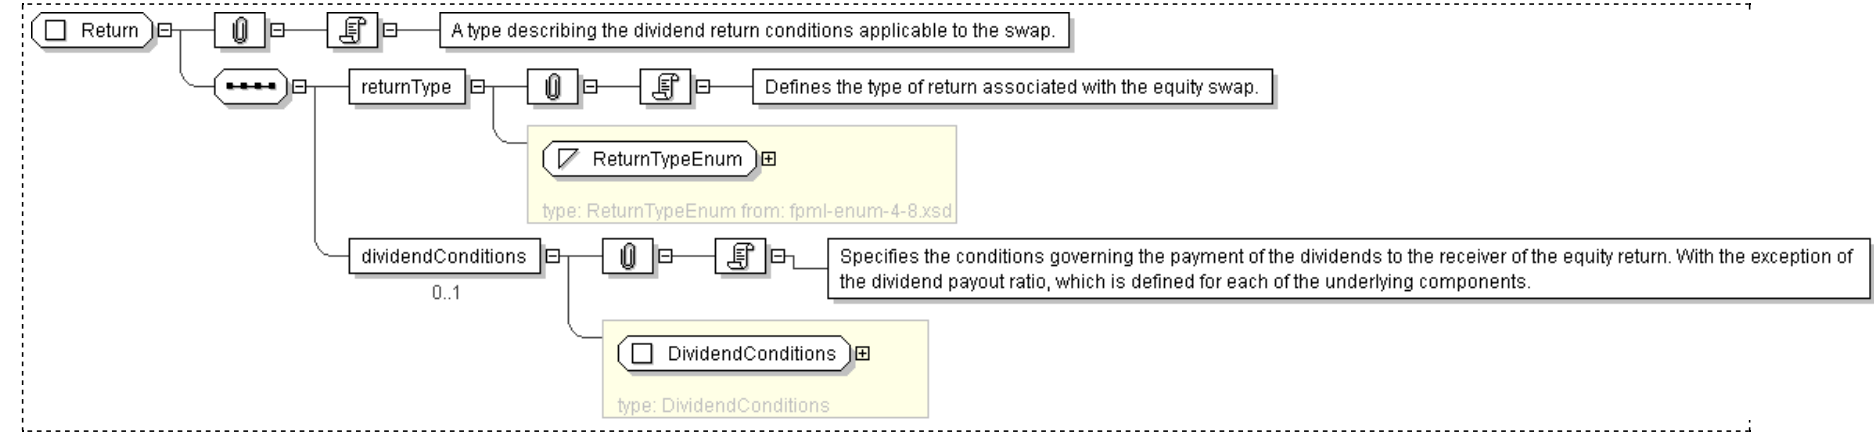 Return
A type describing the dividend return conditions applicable to the swap.
returnType
Defines the type of return associated with the equity swap.
ReturnTypeEnum
type: ReturnTypeEnum from: fpml-enum-4-8.xsd
dividendConditions
0..1
Specifies the conditions governing the payment of the dividends to the receiver of the equity return. With the exception of
the dividend payout ratio, which is defined for each of the underlying components.
DividendConditions
type: DividendConditions